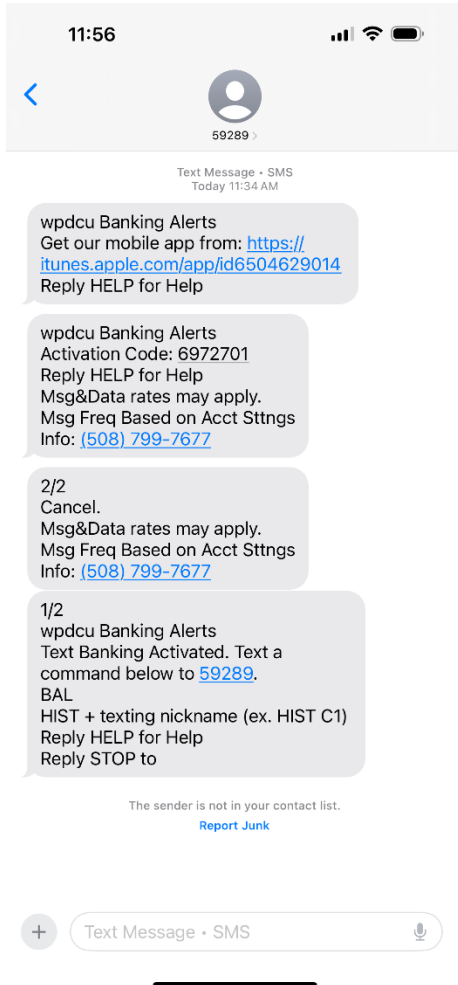 11:56
59289
Text Message • SMS
Today 11:34 AM
wpdcu Banking Alerts
Get our mobile app from: https://
itunes.apple.com/app/id6504629014
Reply HELP for Help
wpdcu Banking Alerts
Activation Code: 6972701
Reply HELP for Help
Msg&Data rates may apply.
Msg Freq Based on Acct Sttngs
Info: (508) 799-7677
2/2
Cancel.
Msg&Data rates may apply.
Msg Freq Based on Acct Sttngs
Info: (508) 799-7677
1/2
wpdcu Banking Alerts
Text Banking Activated. Text a
command below to 59289.
BAL
HIST + texting nickname (ex. HIST C1)
Reply HELP for Help
Reply STOP to
The sender is not in your contact list.
Report Junk
Text Message • SMS